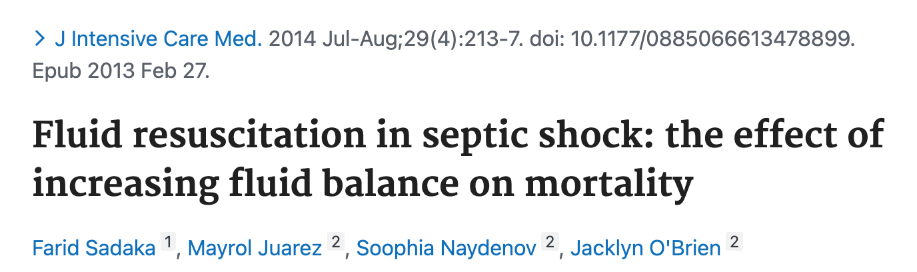 > J Intensive Care Med. 2014 Jul-Aug;29(4):213-7. doi: 10.1177/0885066613478899.
Epub 2013 Feb 27.
Fluid resuscitation in septic shock: the effect of
increasing fluid balance on mortality
Farid Sadaka 1, Mayrol Juarez 2, Soophia Naydenov 2, Jacklyn O'Brien 2